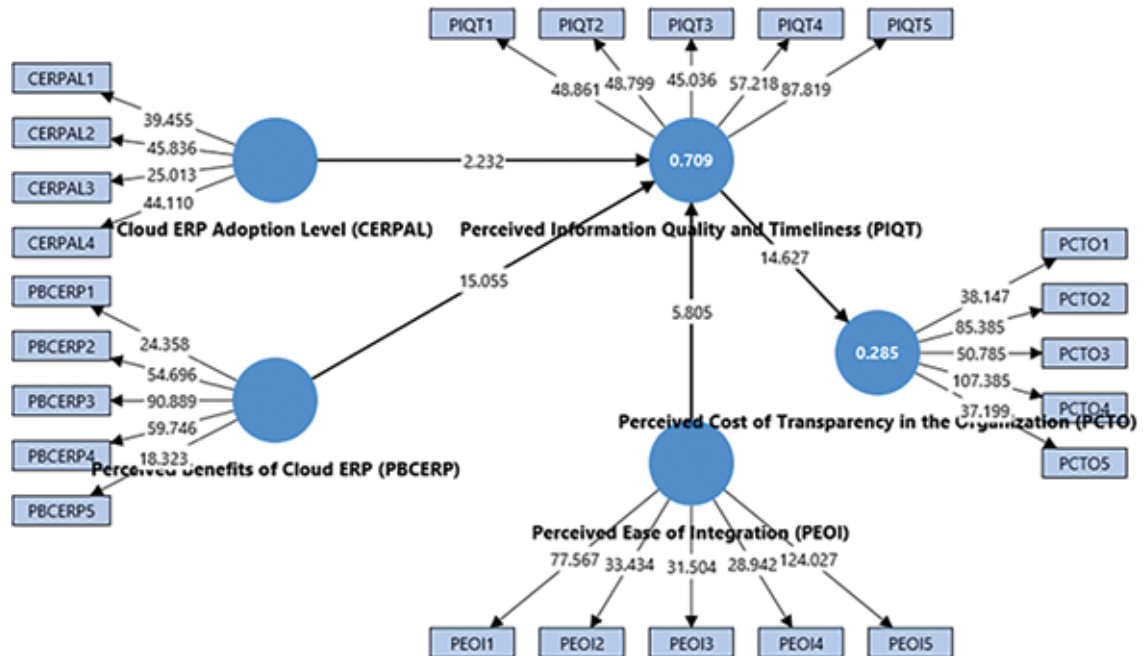 PIQT1 PIQT2 PIQT3 PIQT4 PIQT5
48.861 48.799 45.036 57.218 87.819
CERPAL1
CERPAL2
CERPAL3
CERPAL4
39.455
45.836
25.013
44.110
Cloud ERP Adoption Level (CERPAL)
2.232
0.709
Perceived Information Quality and Timeliness (PIQT)
PBCERP1
PBCERP2
PBCERP3
PBCERP4
PBCERP5
24.358
54.696
90.889
59.746
18.323
Perceived Benefits of Cloud ERP (PBCERP)
15.055
5.805
14.627
0.285
PCTO1
PCTO2
PCTO3
PCTO4
PCTO5
38.147
85.385
50.785
107.385
37.199
Perceived Cost of Transparency in the Organization (PCTO)
Perceived Ease of Integration (PEOI)
77.567 33.434 31.504 28.942 124.027
PEOI1 PEOI2 PEOI3 PEOI4 PEOI5